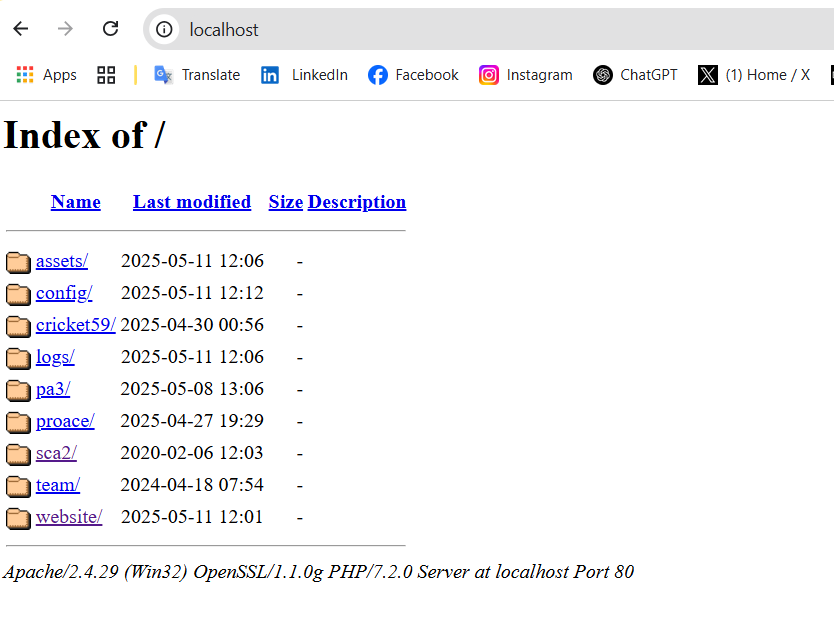 localhost
Apps Translate LinkedIn Facebook Instagram ChatGPT (1) Home / X
Index of /
Name Last modified Size Description
assets/ 2025-05-11 12:06 -
config/ 2025-05-11 12:12 -
cricket59/ 2025-04-30 00:56 -
logs/ 2025-05-11 12:06 -
pa3/ 2025-05-08 13:06 -
proace/ 2025-04-27 19:29 -
sca2/ 2020-02-06 12:03 -
team/ 2024-04-18 07:54 -
website/ 2025-05-11 12:01 -
Apache/2.4.29 (Win32) OpenSSL/1.1.0g PHP/7.2.0 Server at localhost Port 80